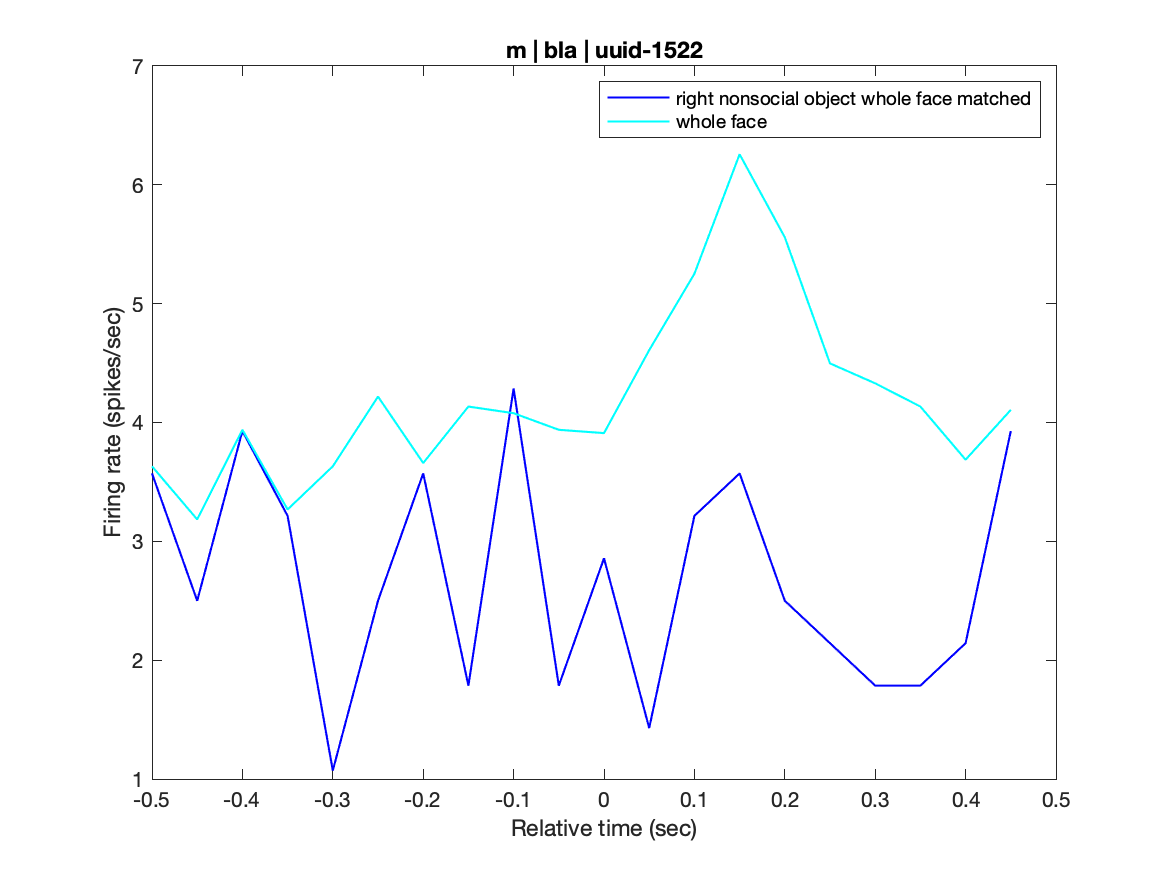 m | bla | uuid-1522
right nonsocial object whole face matched
whole face
7
6
5
4
3
2
1
Firing rate (spikes/sec)
-0.5 -0.4 -0.3 -0.2 -0.1 0 0.1 0.2 0.3 0.4 0.5
Relative time (sec)